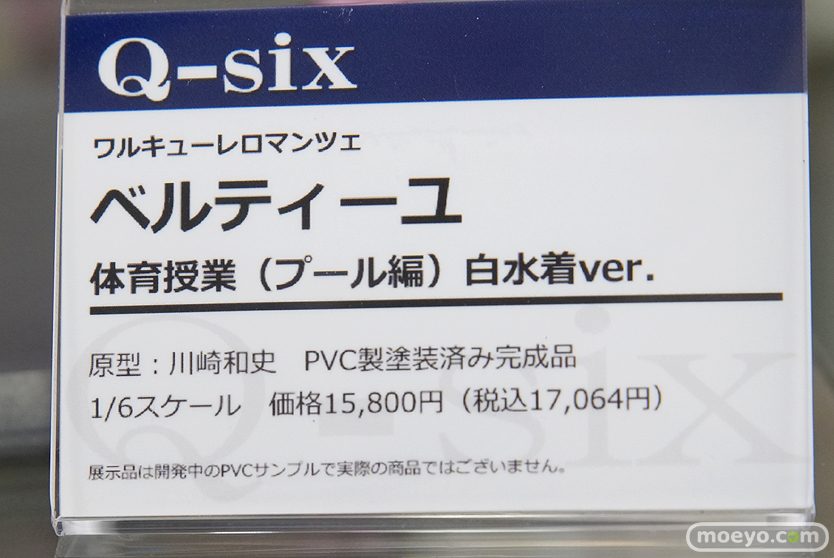 Q-six
ワルキューレロマンツェ
ベルティーユ
体育授業（プール編）白水着ver.
原型：川崎和史　PVC製塗装済み完成品
1/6スケール　価格15,800円（税込17,064円）
展示品は開発中のPVCサンプルで実際の商品ではございません。
Q-six
moeyo.com